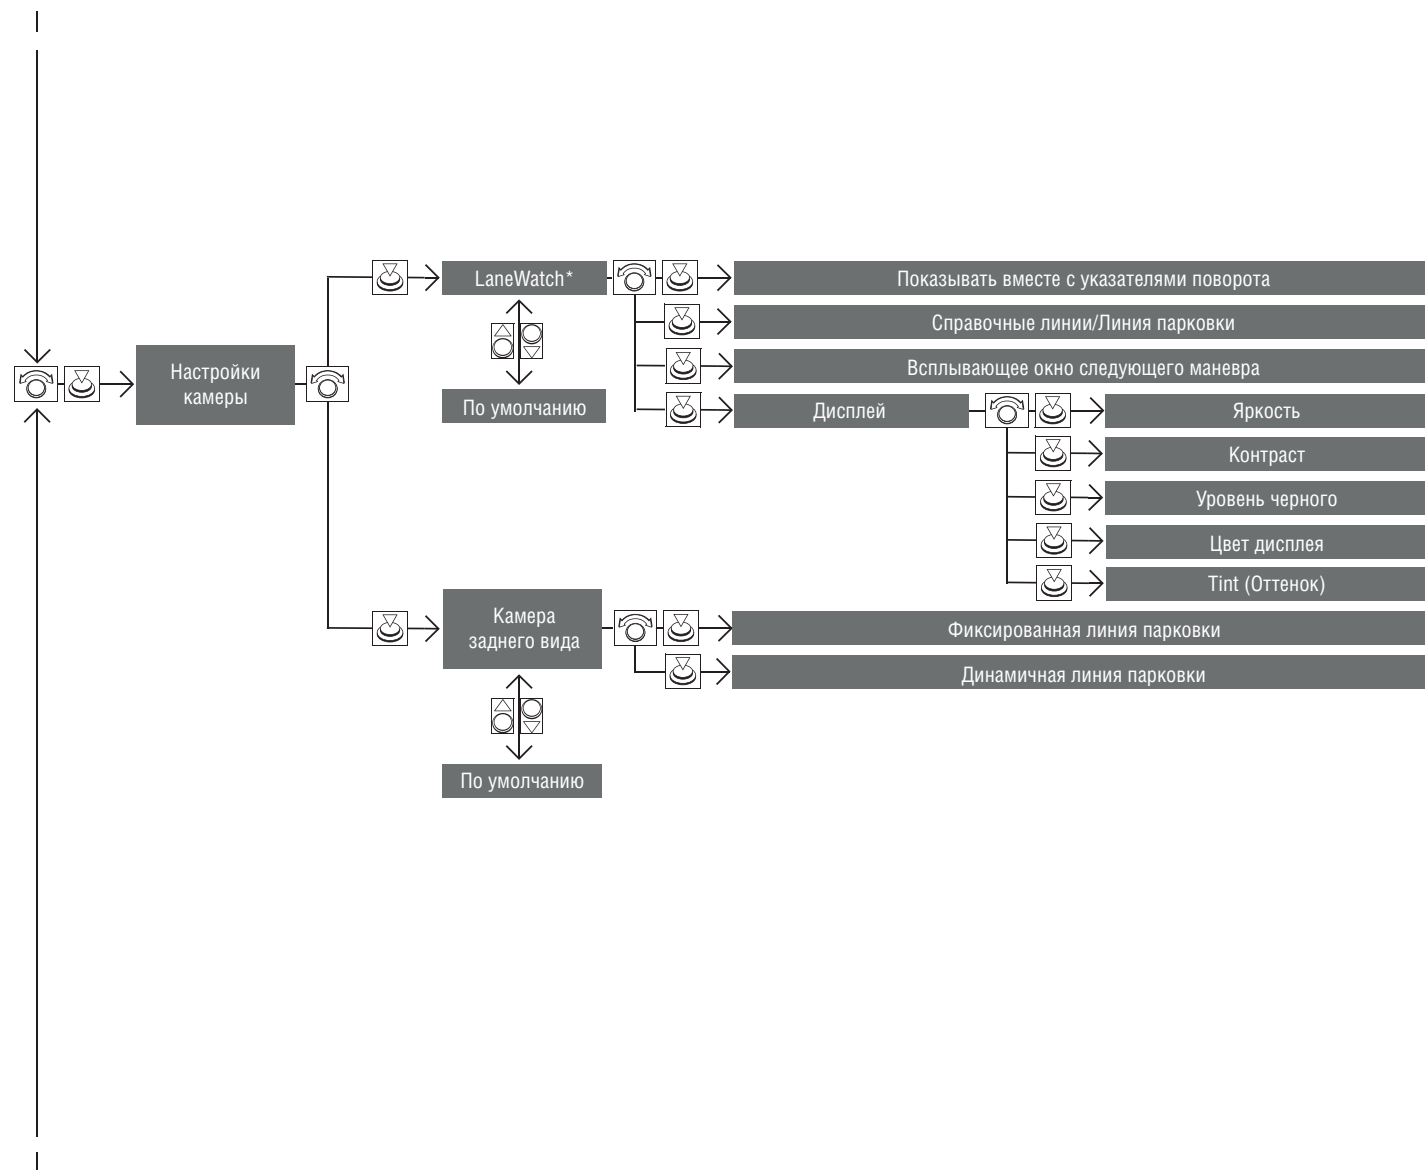 LaneWatch*
Показывать вместе с указателями поворота
Справочные линии/Линия парковки
Всплывающее окно следующего маневра
Настройки
камеры
По умолчанию
Дисплей
Яркость
Контраст
Уровень черного
Цвет дисплея
Tint (Оттенок)
Камера
заднего вида
Фиксированная линия парковки
Динамичная линия парковки
По умолчанию